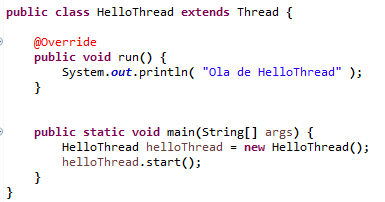 public class HelloThread extends Thread {
@Override
public void run() {
System.out.println( "Ola de HelloThread" );
}
public static void main(String[] args) {
HelloThread helloThread = new HelloThread();
helloThread.start();
}
}